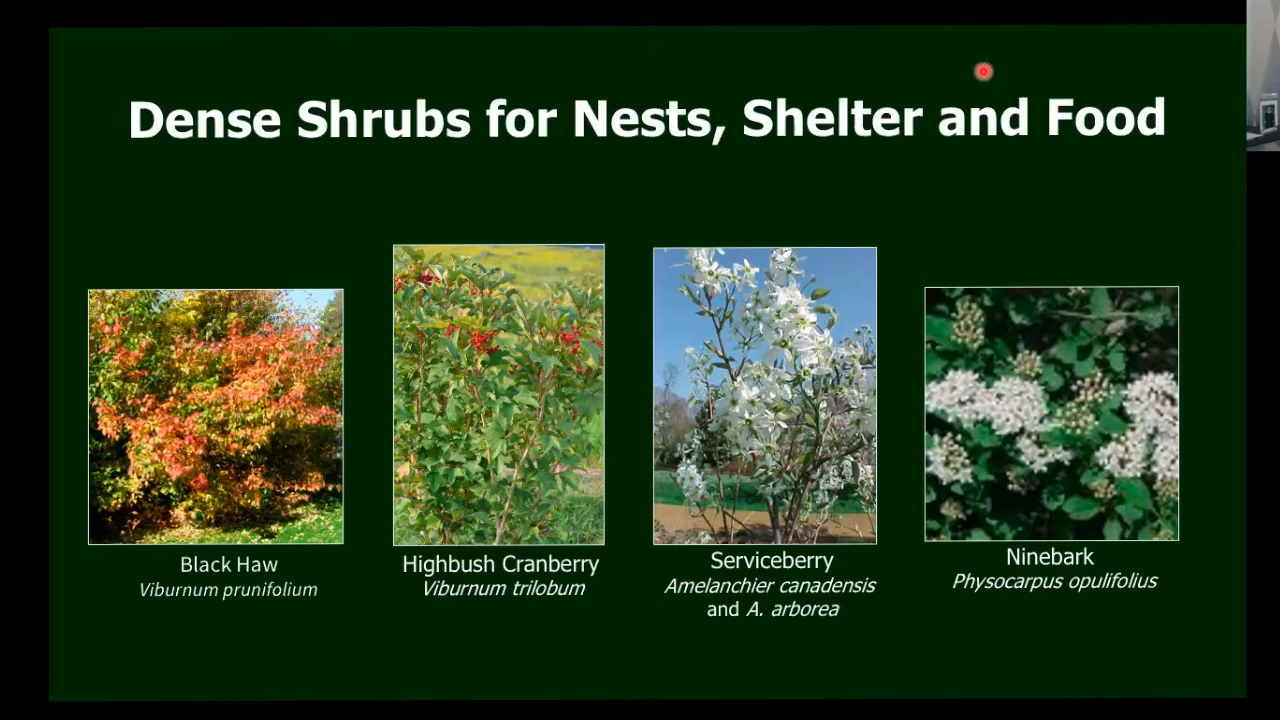 Dense Shrubs for Nests, Shelter and Food
Black Haw
Viburnum prunifolium
Highbush Cranberry
Viburnum trilobum
Serviceberry
Amelanchier canadensis
and A. arborea
Ninebark
Physocarpus opulifolius